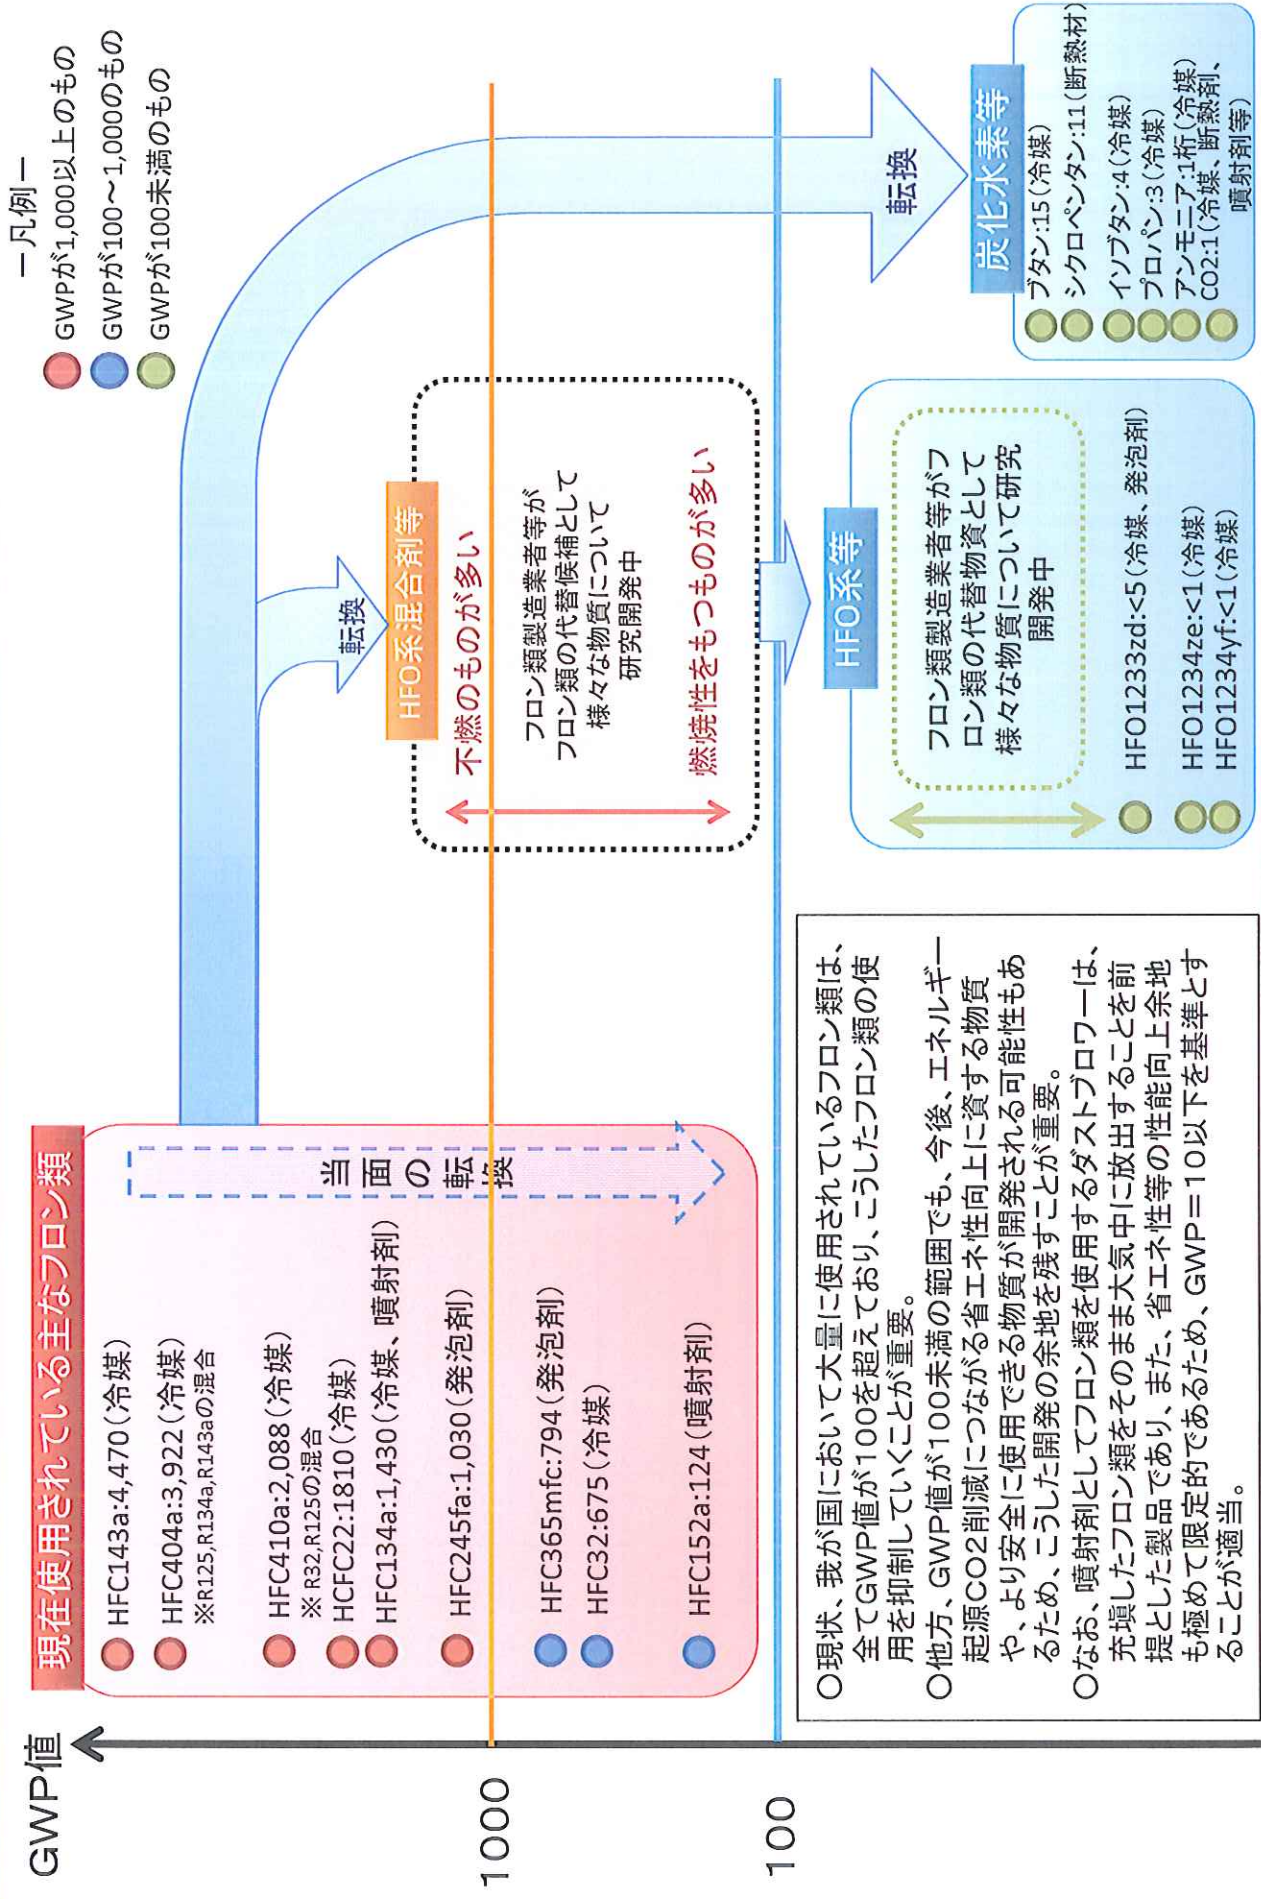 GWP値
1000
100
現在使用されている主なフロン類
HFC143a:4,470(冷媒)
HFC404a:3,922(冷媒)
※R125,R134a,R143aの混合
HFC410a:2,088(冷媒)
※ R32,R125の混合
HCFC22:1810(冷媒)
HFC134a:1,430(冷媒、噴射剤)
HFC245fa:1,030(発泡剤)
HFC365mfc:794(発泡剤)
HFC32:675(冷媒)
HFC152a:124(噴射剤)
当面の転換
ー凡例ー
GWPが1,000以上のもの
GWPが100〜1,000のもの
GWPが100未満のもの
転換
HFO系混合剤等
不燃のものが多い
フロン類製造業者等が
フロン類の代替候補として
様々な物質について
研究開発中
燃焼性をもつものが多い
HFO系等
フロン類製造業者等がフ
ロン類の代替物資として
様々な物質について研究
開発中
HFO1233zd:<5(冷媒、発泡剤)
HFO1234ze:<1(冷媒)
HFO1234yf:<1(冷媒)
転換
炭化水素等
ブタン:15(冷媒)
シクロペンタン:11(断熱材)
イソブタン:4(冷媒)
プロパン:3(冷媒)
アンモニア:1桁(冷媒)
CO2:1(冷媒、断熱剤、
噴射剤等)
○現状、我が国において大量に使用されているフロン類は、
全てGWP値が100を超えており、こうしたフロン類の使
用を抑制していくことが重要。
○他方、GWP値が100未満の範囲でも、今後、エネルギー
起源CO2削減につながる省エネ性向上に資する物質
や、より安全に使用できる物質が開発される可能性もあ
るため、こうした開発の余地を残すことが重要。
○なお、噴射剤としてフロン類を使用するダストブロワーは、
充填したフロン類をそのまま大気中に放出することを前
提とした製品であり、また、省エネ性等の性能向上余地
も極めて限定的であるため、GWP=10以下を基準とす
ることが適当。